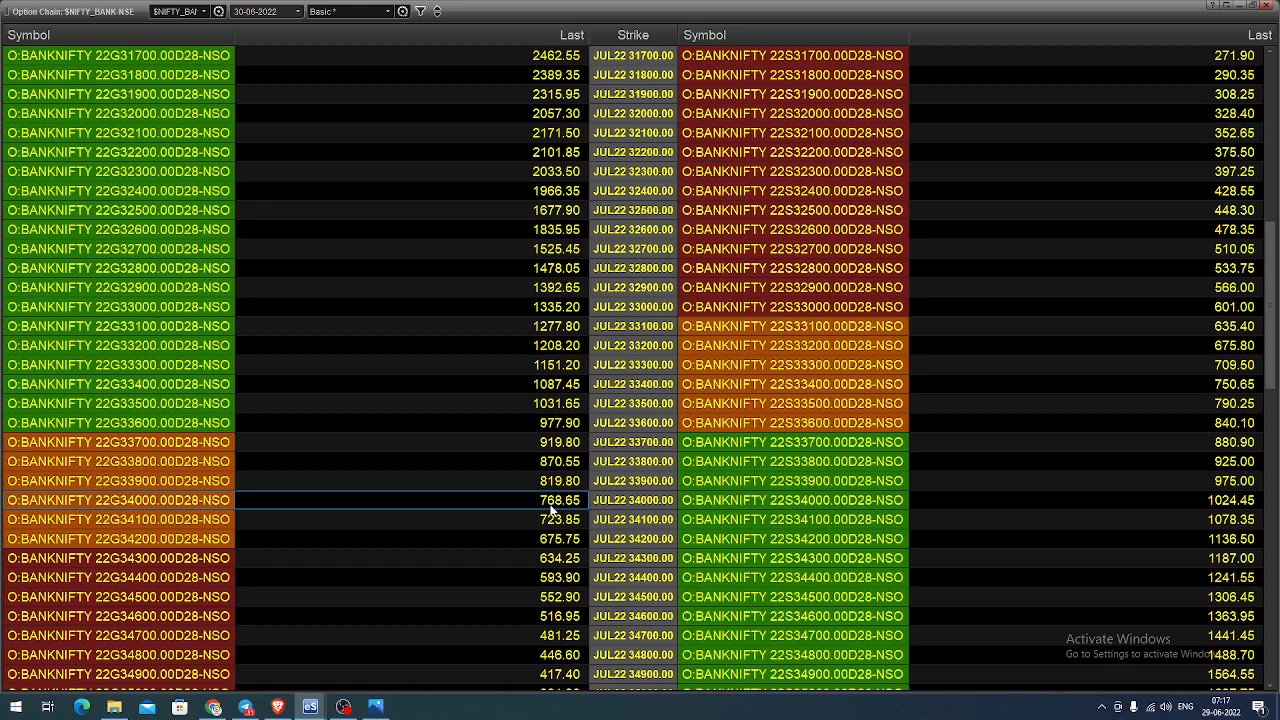 Option Chain: $NIFTY_BANK-NSE $NIFTY_BAI 30-06-2022 Basic*
Symbol Last Strike Symbol Last
O:BANKNIFTY 22G31700.00D28-NSO 2462.55 JUL22 31700.00 O:BANKNIFTY 22S31700.00D28-NSO 271.90
O:BANKNIFTY 22G31800.00D28-NSO 2389.35 JUL22 31800.00 O:BANKNIFTY 22S31800.00D28-NSO 290.35
O:BANKNIFTY 22G31900.00D28-NSO 2315.95 JUL22 31900.00 O:BANKNIFTY 22S31900.00D28-NSO 308.25
O:BANKNIFTY 22G32000.00D28-NSO 2057.30 JUL22 32000.00 O:BANKNIFTY 22S32000.00D28-NSO 328.40
O:BANKNIFTY 22G32100.00D28-NSO 2171.50 JUL22 32100.00 O:BANKNIFTY 22S32100.00D28-NSO 352.65
O:BANKNIFTY 22G32200.00D28-NSO 2101.85 JUL22 32200.00 O:BANKNIFTY 22S32200.00D28-NSO 375.50
O:BANKNIFTY 22G32300.00D28-NSO 2033.50 JUL22 32300.00 O:BANKNIFTY 22S32300.00D28-NSO 397.25
O:BANKNIFTY 22G32400.00D28-NSO 1966.35 JUL22 32400.00 O:BANKNIFTY 22S32400.00D28-NSO 428.55
O:BANKNIFTY 22G32500.00D28-NSO 1677.90 JUL22 32500.00 O:BANKNIFTY 22S32500.00D28-NSO 448.30
O:BANKNIFTY 22G32600.00D28-NSO 1835.95 JUL22 32600.00 O:BANKNIFTY 22S32600.00D28-NSO 478.35
O:BANKNIFTY 22G32700.00D28-NSO 1525.45 JUL22 32700.00 O:BANKNIFTY 22S32700.00D28-NSO 510.05
O:BANKNIFTY 22G32800.00D28-NSO 1478.05 JUL22 32800.00 O:BANKNIFTY 22S32800.00D28-NSO 533.75
O:BANKNIFTY 22G32900.00D28-NSO 1392.65 JUL22 32900.00 O:BANKNIFTY 22S32900.00D28-NSO 566.00
O:BANKNIFTY 22G33000.00D28-NSO 1335.20 JUL22 33000.00 O:BANKNIFTY 22S33000.00D28-NSO 601.00
O:BANKNIFTY 22G33100.00D28-NSO 1277.80 JUL22 33100.00 O:BANKNIFTY 22S33100.00D28-NSO 635.40
O:BANKNIFTY 22G33200.00D28-NSO 1208.20 JUL22 33200.00 O:BANKNIFTY 22S33200.00D28-NSO 675.80
O:BANKNIFTY 22G33300.00D28-NSO 1151.20 JUL22 33300.00 O:BANKNIFTY 22S33300.00D28-NSO 709.50
O:BANKNIFTY 22G33400.00D28-NSO 1087.45 JUL22 33400.00 O:BANKNIFTY 22S33400.00D28-NSO 750.65
O:BANKNIFTY 22G33500.00D28-NSO 1031.65 JUL22 33500.00 O:BANKNIFTY 22S33500.00D28-NSO 790.25
O:BANKNIFTY 22G33600.00D28-NSO 977.90 JUL22 33600.00 O:BANKNIFTY 22S33600.00D28-NSO 840.10
O:BANKNIFTY 22G33700.00D28-NSO 919.80 JUL22 33700.00 O:BANKNIFTY 22S33700.00D28-NSO 880.90
O:BANKNIFTY 22G33800.00D28-NSO 870.55 JUL22 33800.00 O:BANKNIFTY 22S33800.00D28-NSO 925.00
O:BANKNIFTY 22G33900.00D28-NSO 819.80 JUL22 33900.00 O:BANKNIFTY 22S33900.00D28-NSO 975.00
O:BANKNIFTY 22G34000.00D28-NSO 768.65 JUL22 34000.00 O:BANKNIFTY 22S34000.00D28-NSO 1024.45
O:BANKNIFTY 22G34100.00D28-NSO 723.85 JUL22 34100.00 O:BANKNIFTY 22S34100.00D28-NSO 1078.35
O:BANKNIFTY 22G34200.00D28-NSO 675.75 JUL22 34200.00 O:BANKNIFTY 22S34200.00D28-NSO 1136.50
O:BANKNIFTY 22G34300.00D28-NSO 634.25 JUL22 34300.00 O:BANKNIFTY 22S34300.00D28-NSO 1187.00
O:BANKNIFTY 22G34400.00D28-NSO 593.90 JUL22 34400.00 O:BANKNIFTY 22S34400.00D28-NSO 1241.55
O:BANKNIFTY 22G34500.00D28-NSO 552.90 JUL22 34500.00 O:BANKNIFTY 22S34500.00D28-NSO 1306.45
O:BANKNIFTY 22G34600.00D28-NSO 516.95 JUL22 34600.00 O:BANKNIFTY 22S34600.00D28-NSO 1363.95
O:BANKNIFTY 22G34700.00D28-NSO 481.25 JUL22 34700.00 O:BANKNIFTY 22S34700.00D28-NSO 1441.45
O:BANKNIFTY 22G34800.00D28-NSO 446.60 JUL22 34800.00 O:BANKNIFTY 22S34800.00D28-NSO 1488.70
O:BANKNIFTY 22G34900.00D28-NSO 417.40 JUL22 34900.00 O:BANKNIFTY 22S34900.00D28-NSO 1564.55
Activate Windows
Go to Settings to activate Windows
ENG 07:17
29-06-2022